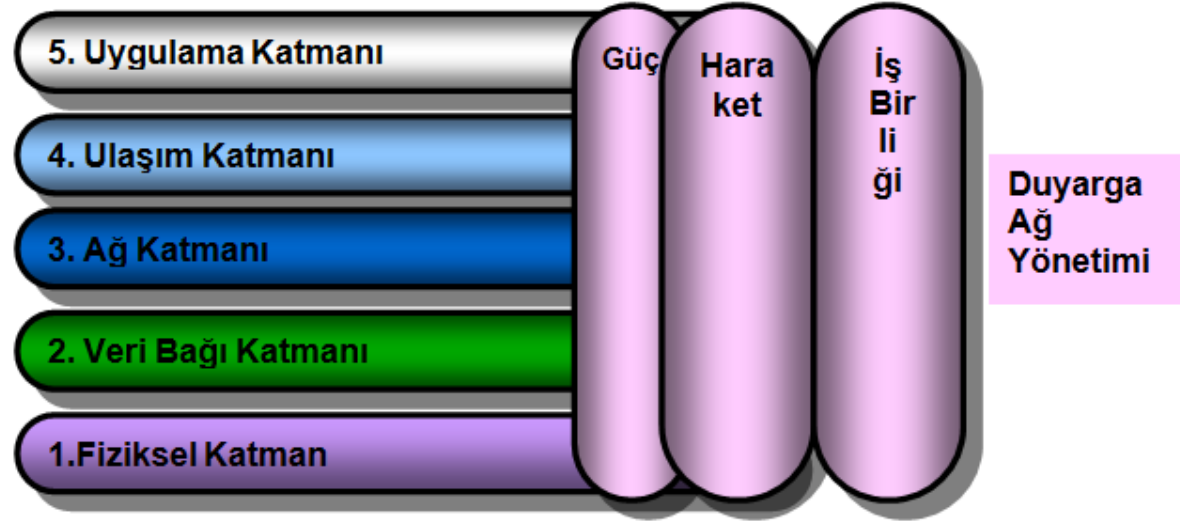 5. Uygulama Katmanı
4. Ulaşım Katmanı
3. Ağ Katmanı
2. Veri Bağı Katmanı
1.Fiziksel Katman
Güç
Hara
ket
İş
Bir
li
ği
Duyarga
Ağ
Yönetimi